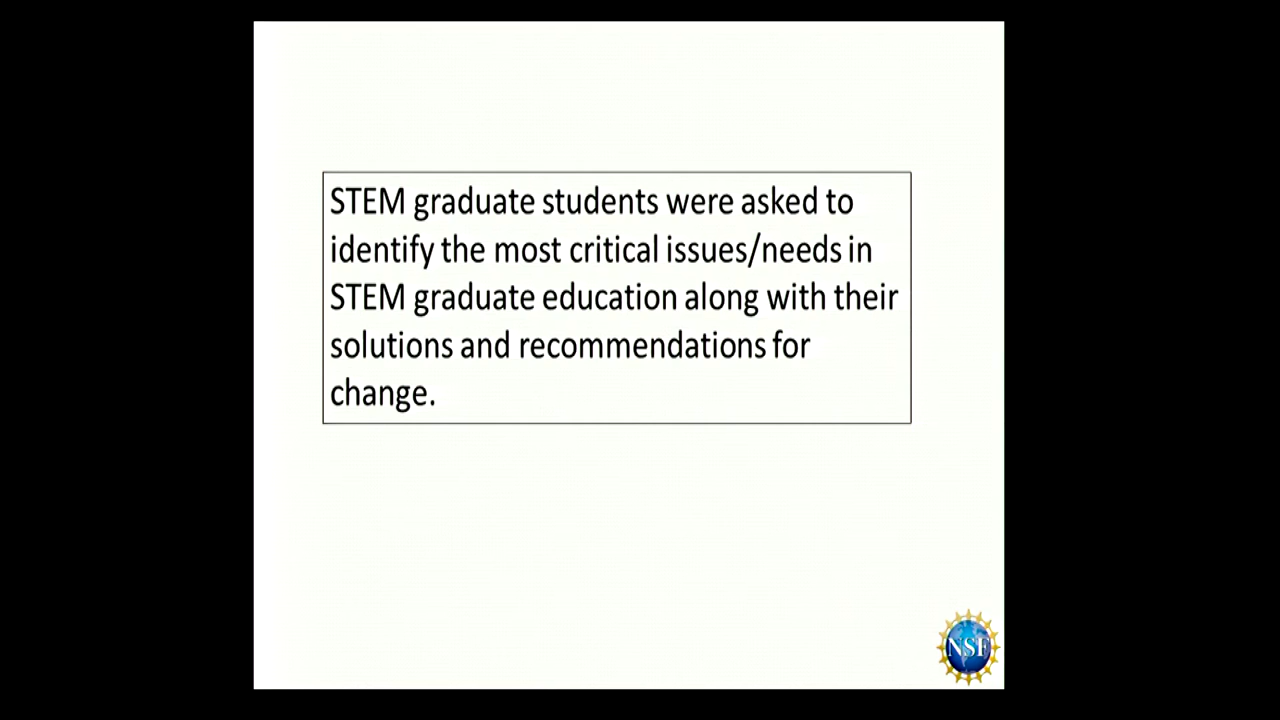 STEM graduate students were asked to
identify the most critical issues/needs in
STEM graduate education along with their
solutions and recommendations for
change.
NSF